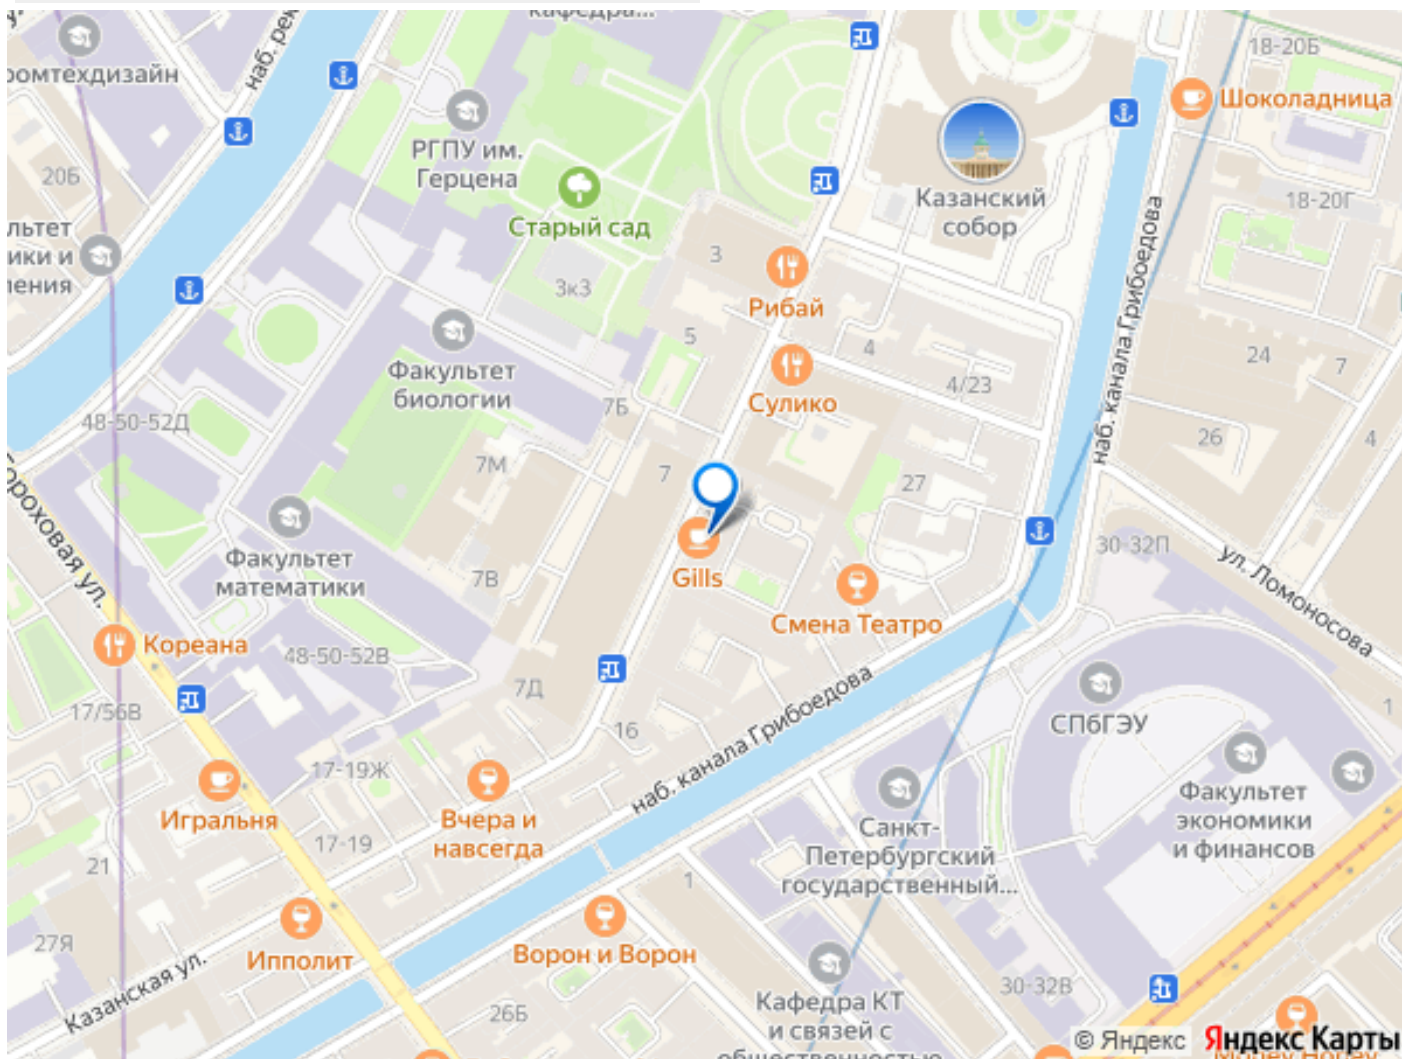 кафедра...
18-20Б
ромтехдизайн
наб. рек
Шоколадница
РГПУ им.
Герцена
20Б
Старый сад
Казанский
собор
18-20Г
льтет
ики и
ления
3
3к3
Рибай
наб. канала Грибоедова
5
4
24
7
Факультет
биологии
4/23
Сулико
7Б
48-50-52Д
26
4
7М
7
27
Гороховая ул.
30-32П
ул. Ломоносова
Факультет
математики
7В
Gills
Смена Театро
Кореана
48-50-52В
7Д
наб. канала Грибоедова
СПбГЭУ
1
17/56В
16
17-19Ж
Игральня
Вчера и
навсегда
Факультет
экономики
и финансов
17-19
Санкт-
Петербургский
государственный...
21
1
27Я
Ипполит
Ворон и Ворон
Казанская ул.
26Б
Кафедра КТ
и связей с
общественностью
30-32В
© Яндекс Яндекс Карты